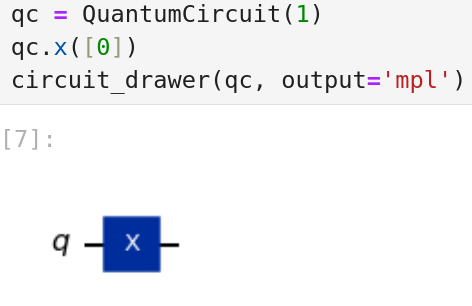 qc = QuantumCircuit(1)
qc.x([0])
circuit_drawer(qc, output='mpl')
[7]:
q X